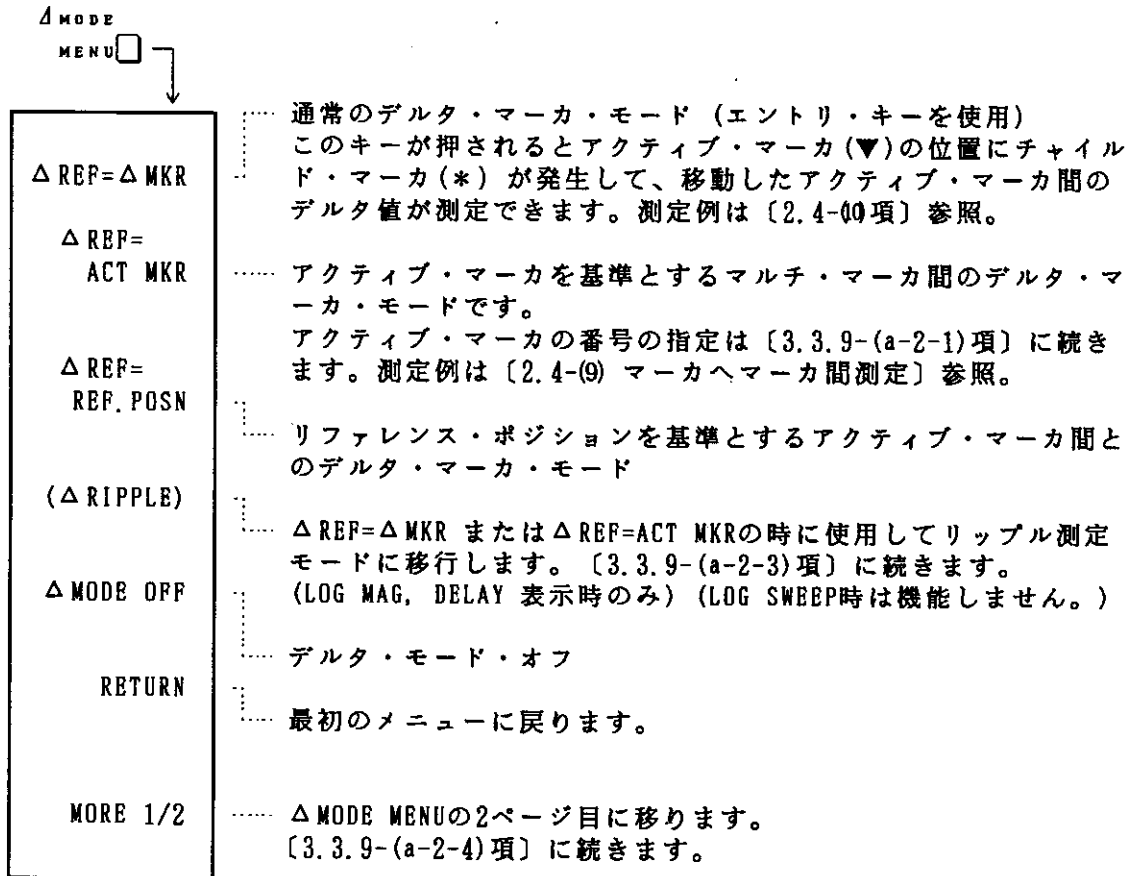 ⊿MODE
MENU
通常のデルタ・マーカ・モード (エントリ・キーを使用)
このキーが押されるとアクティブ・マーカ(▼)の位置にチャイル
△REF=△MKR
ド・マーカ(*) が発生して、移動したアクティブ・マーカ間の
デルタ値が測定できます。測定例は〔2.4-(10)項〕参照。
△REF=
ACT MKR
アクティブ・マーカを基準とするマルチ・マーカ間のデルタ・マ
ーカ・モードです。
アクティブ・マーカの番号の指定は〔3.3.9-(a-2-1)項〕に続き
ます。測定例は〔2.4-(9) マーカへマーカ間測定〕参照。
△REF=
REF.POSN
リファレンス・ポジションを基準とするアクティブ・マーカ間と
のデルタ・マーカ・モード
(△RIPPLE)
△REF=△MKR または△REF=ACT MKRの時に使用してリップル測定
モードに移行します。〔3.3.9-(a-2-3)項〕に続きます。
△MODE OFF
(LOG MAG, DELAY 表示時のみ) (LOG SWEEP時は機能しません。)
デルタ・モード・オフ
RETURN
最初のメニューに戻ります。
MORE 1/2
△MODE MENUの2ページ目に移ります。
〔3.3.9-(a-2-4)項〕に続きます。